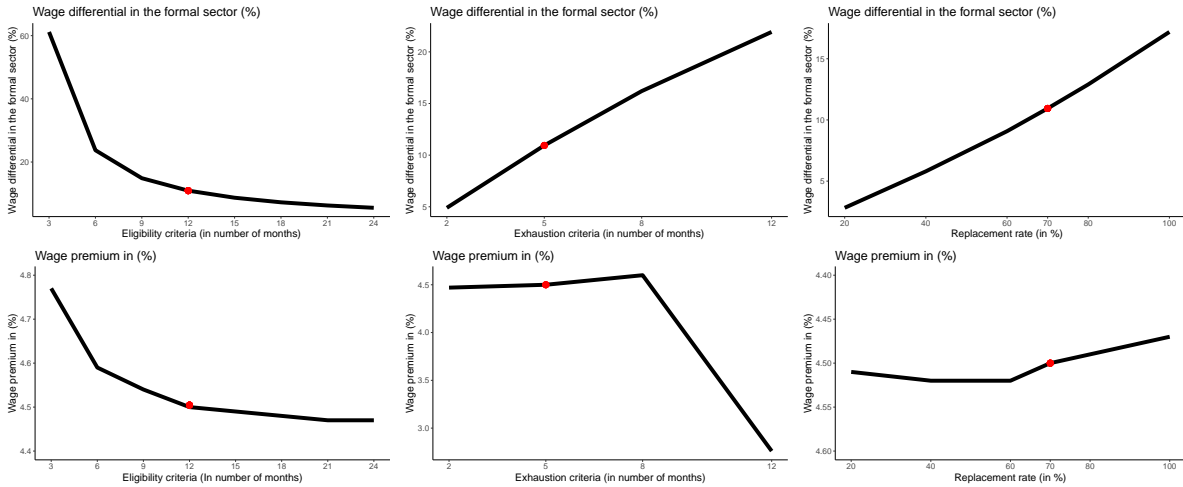 Wage differential in the formal sector (%)
Wage differential in the formal sector (%)
60
40
20
3 6 9 12 15 18 21 24
Eligibility criteria (in number of months)
Wage differential in the formal sector (%)
Wage differential in the formal sector (%)
20
15
10
5
2 5 8 12
Exhaustion criteria (in number of months)
Wage differential in the formal sector (%)
Wage differential in the formal sector (%)
15
10
5
20 40 60 70 80 100
Replacement rate (in %)
Wage premium in (%)
Wage premium in (%)
4.8
4.7
4.6
4.5
4.4
3 6 9 12 15 18 21 24
Eligibility criteria (In number of months)
Wage premium in (%)
Wage premium in (%)
4.5
4.0
3.5
3.0
2 5 8 12
Exhaustion criteria (in number of months)
Wage premium in (%)
Wage premium in (%)
4.40
4.45
4.50
4.55
4.60
20 40 60 70 80 100
Replacement rate (in %)